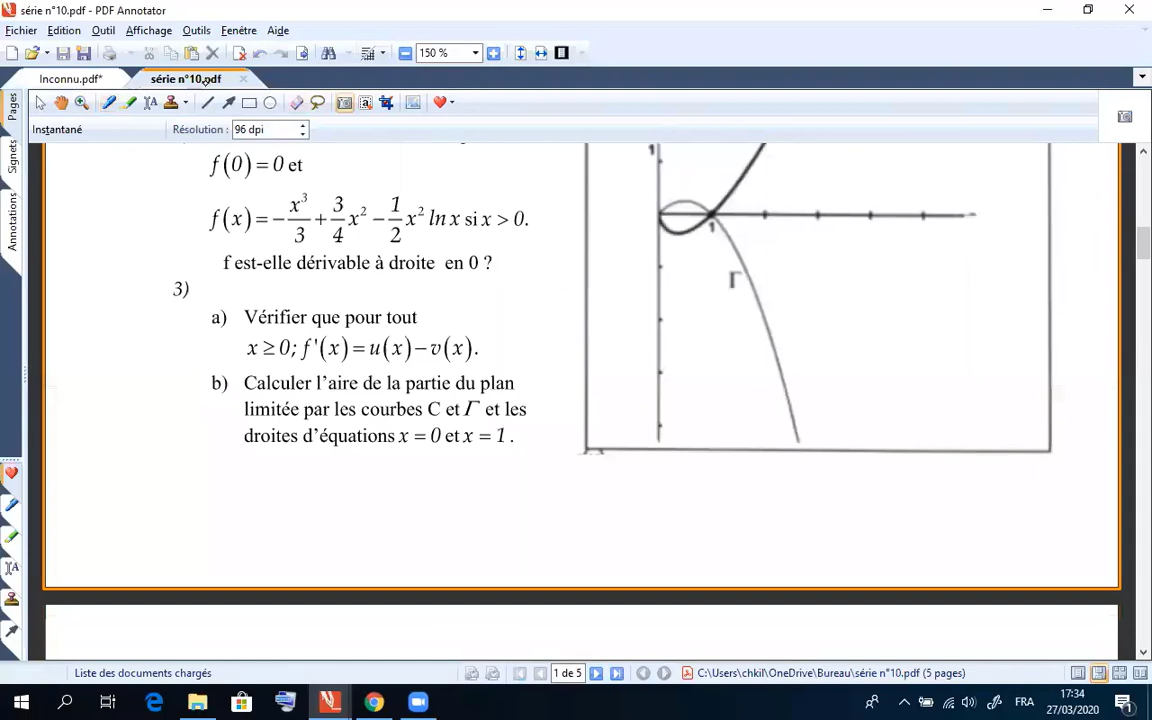 série n°10.pdf - PDF Annotator
Fichier Edition Outil Affichage Outils Fenêtre Aide
150 %
Inconnu.pdf* série n°10.pdf
Instantané Résolution : 96 dpi
Pages
Signets
Annotations
f(0) = 0 et
f(x) = -x³/3 + 3/4 x² - 1/2 x² ln x si x > 0.
f est-elle dérivable à droite en 0 ?
3)
a) Vérifier que pour tout
x ≥ 0; f'(x) = u(x) - v(x).
b) Calculer l'aire de la partie du plan
limitée par les courbes C et Γ et les
droites d'équations x = 0 et x = 1.
1
1
Γ
Liste des documents chargés 1 de 5 C:\Users\chkil\OneDrive\Bureau\série n°10.pdf (5 pages)
FRA 17:34
27/03/2020
1